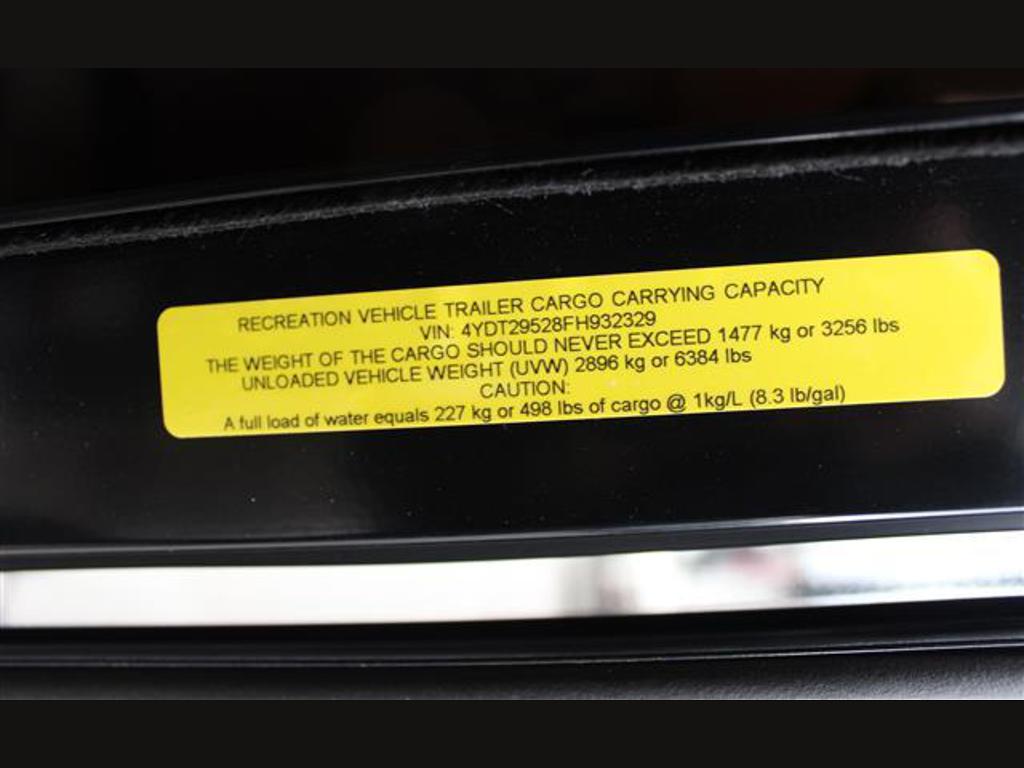 RECREATION VEHICLE TRAILER CARGO CARRYING CAPACITY
VIN: 4YDT29528FH932329
THE WEIGHT OF THE CARGO SHOULD NEVER EXCEED 1477 kg or 3256 lbs
UNLOADED VEHICLE WEIGHT (UVW) 2896 kg or 6384 lbs
CAUTION:
A full load of water equals 227 kg or 498 lbs of cargo @ 1kg/L (8.3 lb/gal)